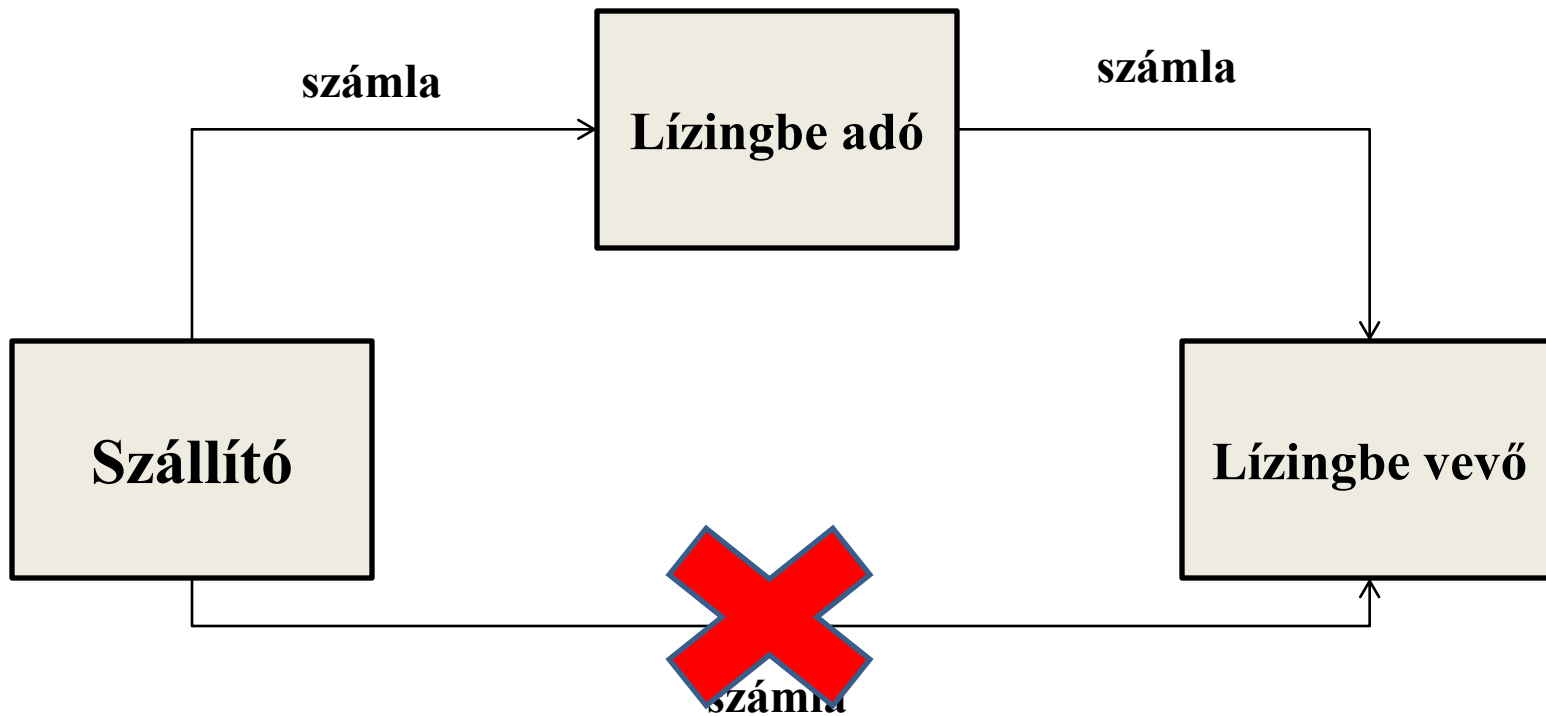 számla
számla
Lízingbe adó
Szállító
Lízingbe vevő
számla